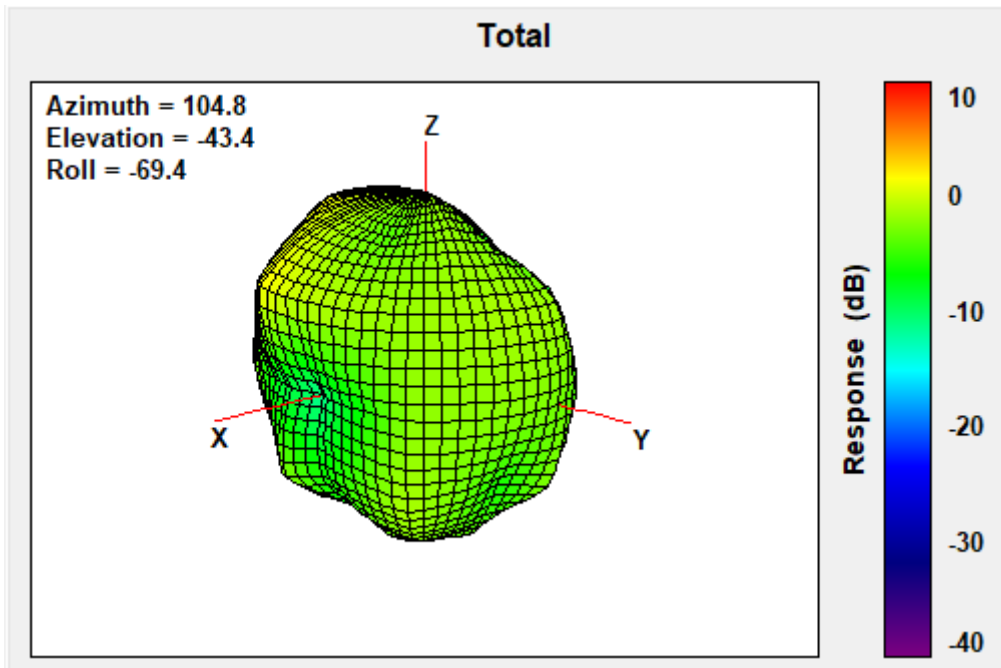 Total
Azimuth = 104.8
Elevation = -43.4
Roll = -69.4
Z
X
Y
10
0
-10
-20
-30
-40
Response (dB)